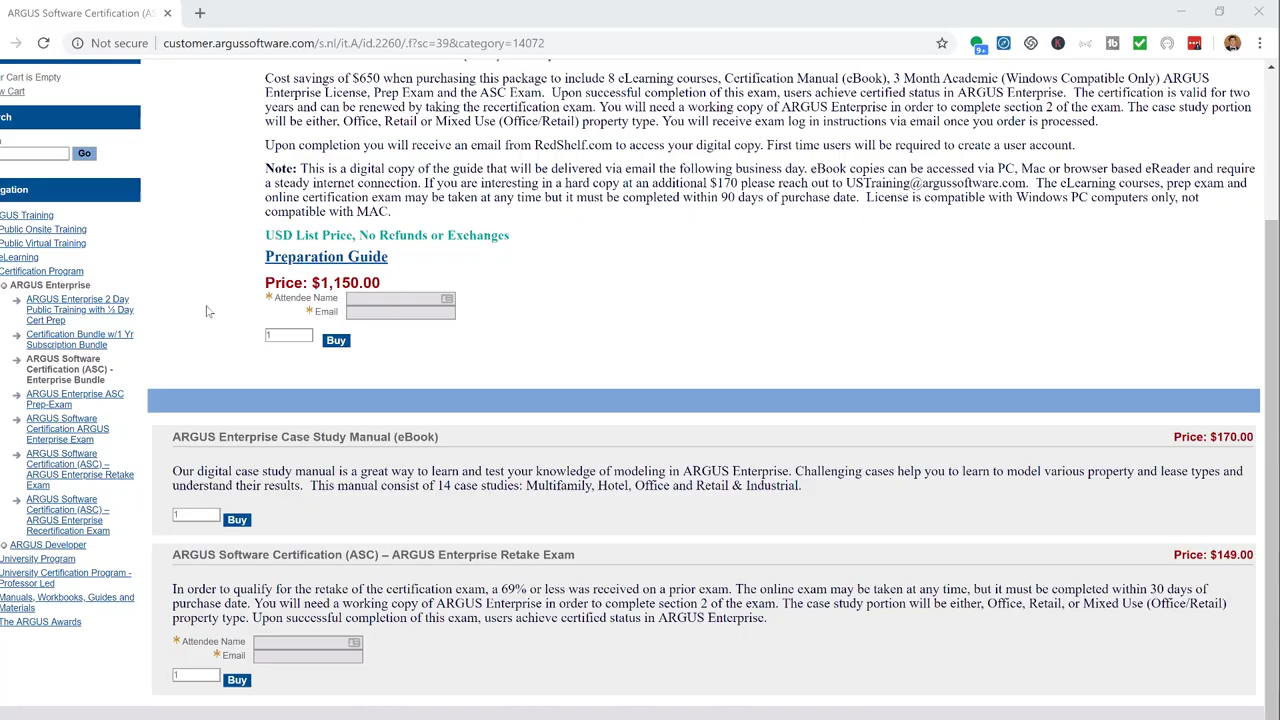 ARGUS Software Certification (AS
Not secure
customer.argussoftware.com/s.nl/it.A/id.2260/.f?sc=39&category=14072
9+
r Cart is Empty
w Cart
rch
Go
vigation
GUS Training
Public Onsite Training
Public Virtual Training
eLearning
Certification Program
ARGUS Enterprise
ARGUS Enterprise 2 Day
Public Training with ½ Day
Cert Prep
Certification Bundle w/1 Yr
Subscription Bundle
ARGUS Software
Certification (ASC) -
Enterprise Bundle
ARGUS Enterprise ASC
Prep-Exam
ARGUS Software
Certification ARGUS
Enterprise Exam
ARGUS Software
Certification (ASC) –
ARGUS Enterprise Retake
Exam
ARGUS Software
Certification (ASC) –
ARGUS Enterprise
Recertification Exam
ARGUS Developer
University Program
University Certification Program -
Professor Led
Manuals, Workbooks, Guides and
Materials
The ARGUS Awards
Cost savings of $650 when purchasing this package to include 8 eLearning courses, Certification Manual (eBook), 3 Month Academic (Windows Compatible Only) ARGUS
Enterprise License, Prep Exam and the ASC Exam. Upon successful completion of this exam, users achieve certified status in ARGUS Enterprise. The certification is valid for two
years and can be renewed by taking the recertification exam. You will need a working copy of ARGUS Enterprise in order to complete section 2 of the exam. The case study portion
will be either, Office, Retail or Mixed Use (Office/Retail) property type. You will receive exam log in instructions via email once you order is processed.
Upon completion you will receive an email from RedShelf.com to access your digital copy. First time users will be required to create a user account.
Note: This is a digital copy of the guide that will be delivered via email the following business day. eBook copies can be accessed via PC, Mac or browser based eReader and require
a steady internet connection. If you are interesting in a hard copy at an additional $170 please reach out to USTraining@argussoftware.com. The eLearning courses, prep exam and
online certification exam may be taken at any time but it must be completed within 90 days of purchase date. License is compatible with Windows PC computers only, not
compatible with MAC.
USD List Price, No Refunds or Exchanges
Preparation Guide
Price: $1,150.00
*Attendee Name
*Email
1
Buy
ARGUS Enterprise Case Study Manual (eBook)
Price: $170.00
Our digital case study manual is a great way to learn and test your knowledge of modeling in ARGUS Enterprise. Challenging cases help you to learn to model various property and lease types and
understand their results. This manual consist of 14 case studies: Multifamily, Hotel, Office and Retail & Industrial.
1
Buy
ARGUS Software Certification (ASC) – ARGUS Enterprise Retake Exam
Price: $149.00
In order to qualify for the retake of the certification exam, a 69% or less was received on a prior exam. The online exam may be taken at any time, but it must be completed within 30 days of
purchase date. You will need a working copy of ARGUS Enterprise in order to complete section 2 of the exam. The case study portion will be either, Office, Retail, or Mixed Use (Office/Retail)
property type. Upon successful completion of this exam, users achieve certified status in ARGUS Enterprise.
*Attendee Name
*Email
1
Buy